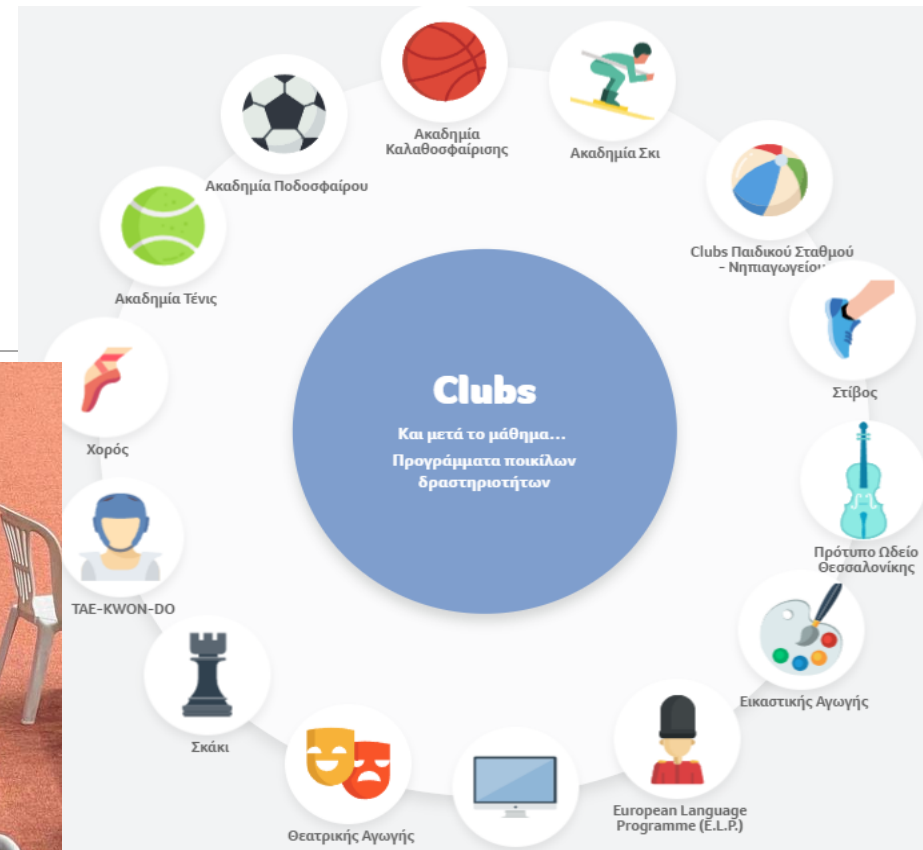 Ακαδημία
Καλαθοσφαίρισης
Ακαδημία Σκι
Ακαδημία Ποδοσφαίρου
Clubs Παιδικού Σταθμού
- Νηπιαγωγείου
Ακαδημία Τένις
Στίβος
Clubs
Και μετά το μάθημα...
Προγράμματα ποικίλων
δραστηριοτήτων
Χορός
Πρότυπο Ωδείο
Θεσσαλονίκης
TAE-KWON-DO
Εικαστικής Αγωγής
Σκάκι
European Language
Programme (E.L.P.)
Θεατρικής Αγωγής